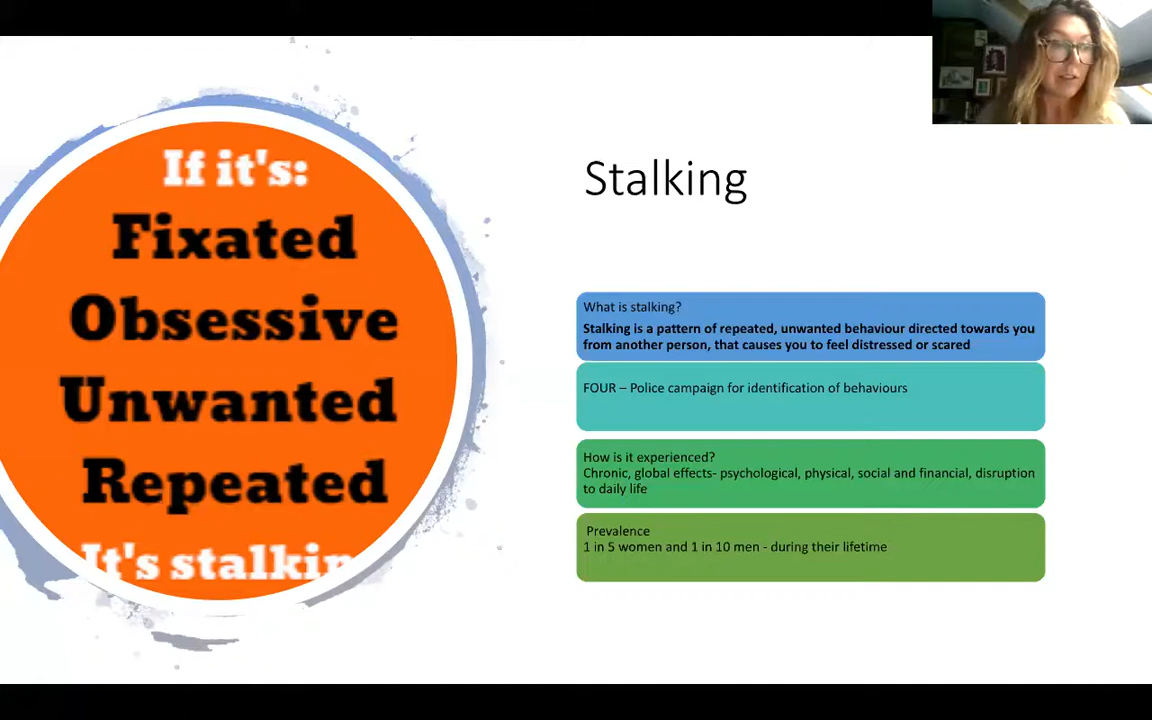 If it's:
Fixated
Obsessive
Unwanted
Repeated
It's stalkin
Stalking
What is stalking?
Stalking is a pattern of repeated, unwanted behaviour directed towards you
from another person, that causes you to feel distressed or scared
FOUR – Police campaign for identification of behaviours
How is it experienced?
Chronic, global effects- psychological, physical, social and financial, disruption
to daily life
Prevalence
1 in 5 women and 1 in 10 men - during their lifetime